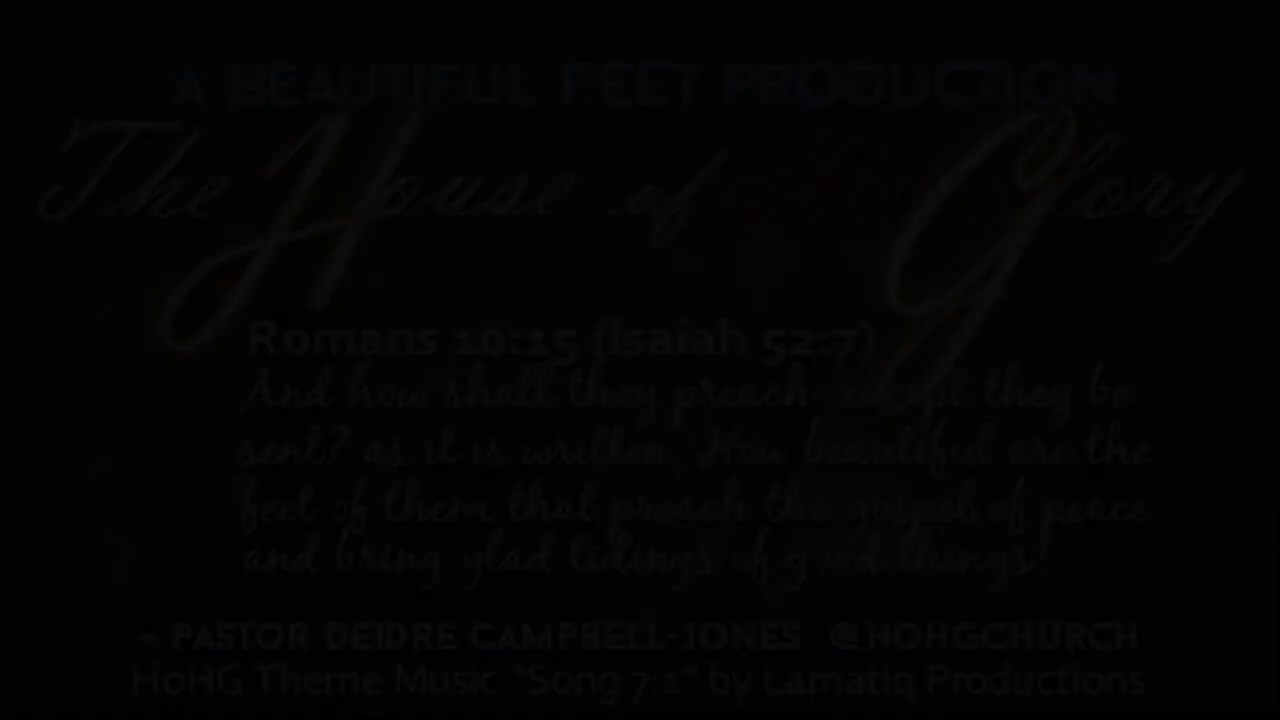 A BEAUTIFUL FEET PRODUCTION
The House of Glory
Romans 10:15 (Isaiah 52:7)
And how shall they preach except they be
sent? as it is written, How beautiful are the
feet of them that preach the gospel of peace
and bring glad tidings of good things!
~ PASTOR DEIDRE CAMPBELL-JONES @HOHGCHURCH
HoHG Theme Music "Song 7:1" by Lamatiq Productions